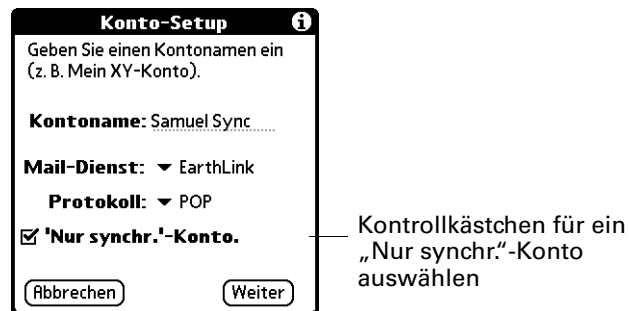 Konto-Setup
Geben Sie einen Kontonamen ein
(z. B. Mein XY-Konto).
Kontoname: Samuel Sync
Mail-Dienst: EarthLink
Protokoll: POP
'Nur synchr.'-Konto.
Abbrechen Weiter
Kontrollkästchen für ein
„Nur synchr.“-Konto
auswählen